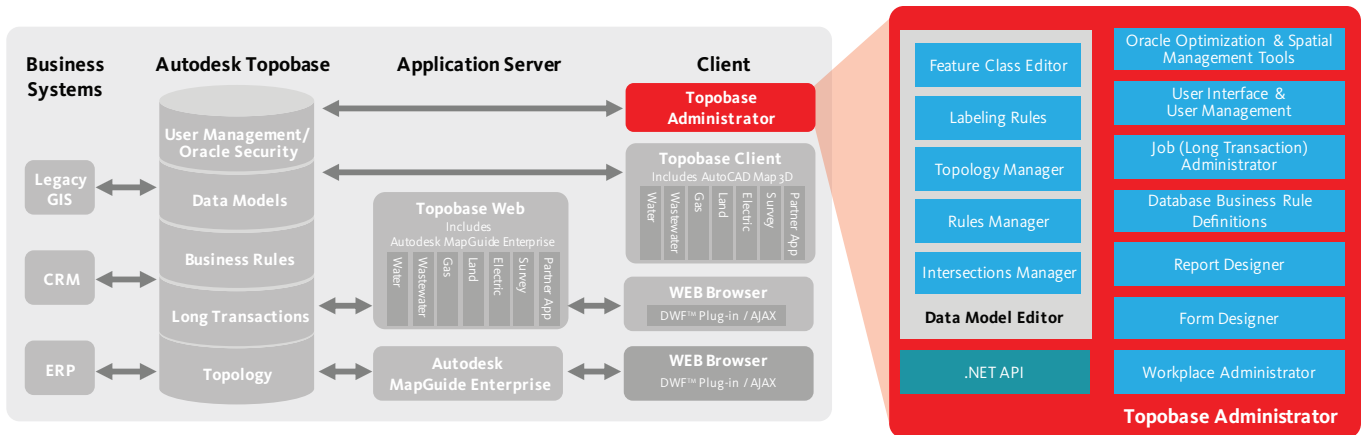 Business
Systems
Autodesk Topobase
Application Server
Client
Legacy
GIS
CRM
ERP
User Management/
Oracle Security
Data Models
Business Rules
Long Transactions
Topology
Topobase Web
Includes
Autodesk MapGuide Enterprise
Water
Wastewater
Gas
Land
Electric
Survey
Partner App
Autodesk
MapGuide Enterprise
Topobase
Administrator
Topobase Client
Includes AutoCAD Map 3D
Water
Wastewater
Gas
Land
Electric
Survey
Partner App
WEB Browser
DWF™ Plug-in / AJAX
WEB Browser
DWF™ Plug-in / AJAX
Feature Class Editor
Labeling Rules
Topology Manager
Rules Manager
Intersections Manager
Data Model Editor
.NET API
Oracle Optimization & Spatial
Management Tools
User Interface &
User Management
Job (Long Transaction)
Administrator
Database Business Rule
Definitions
Report Designer
Form Designer
Workplace Administrator
Topobase Administrator